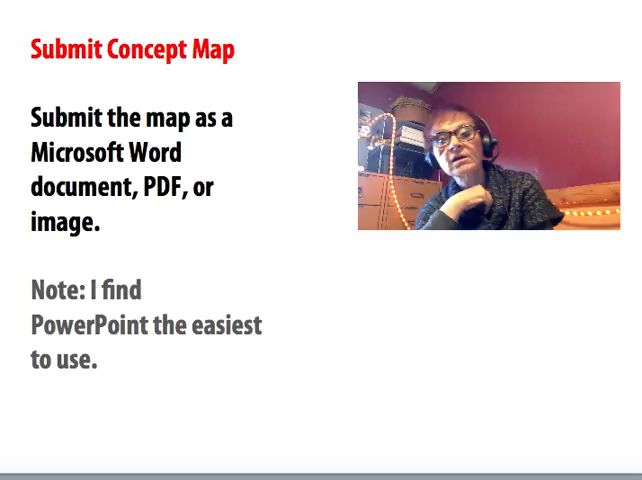 Submit Concept Map
Submit the map as a
Microsoft Word
document, PDF, or
image.
Note: I find
PowerPoint the easiest
to use.